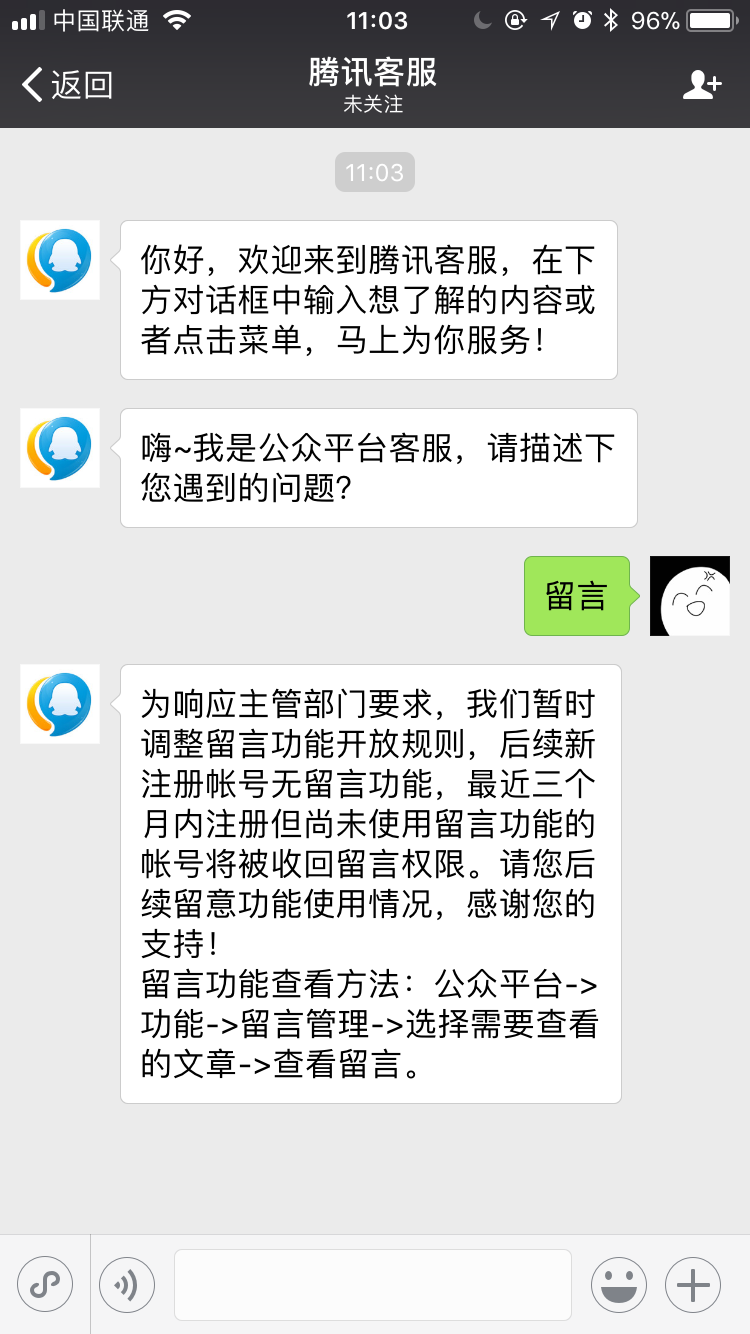 中国联通
11:03
96%
返回
腾讯客服
未关注
11:03
你好，欢迎来到腾讯客服，在下
方对话框中输入想了解的内容或
者点击菜单，马上为你服务！
嗨~我是公众平台客服，请描述下
您遇到的问题？
留言
为响应主管部门要求，我们暂时
调整留言功能开放规则，后续新
注册帐号无留言功能，最近三个
月内注册但尚未使用留言功能的
帐号将被收回留言权限。请您后
续留意功能使用情况，感谢您的
支持！
留言功能查看方法：公众平台->
功能->留言管理->选择需要查看
的文章->查看留言。